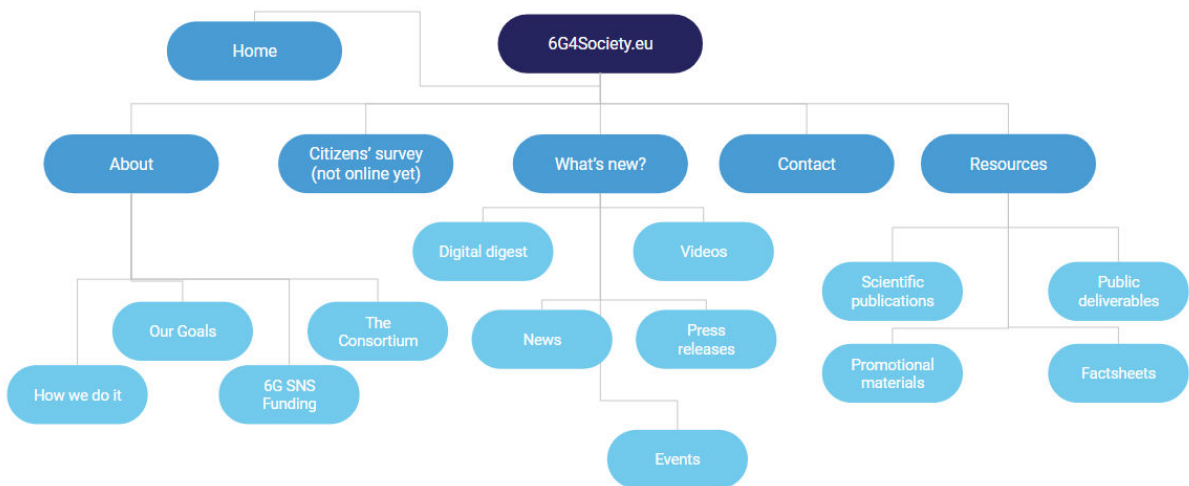 6G4Society.eu
Home
About
Citizens’ survey
(not online yet)
What’s new?
Contact
Resources
Digital digest
Videos
Scientific
publications
Public
deliverables
Our Goals
The
Consortium
News
Press
releases
Promotional
materials
Factsheets
How we do it
6G SNS
Funding
Events